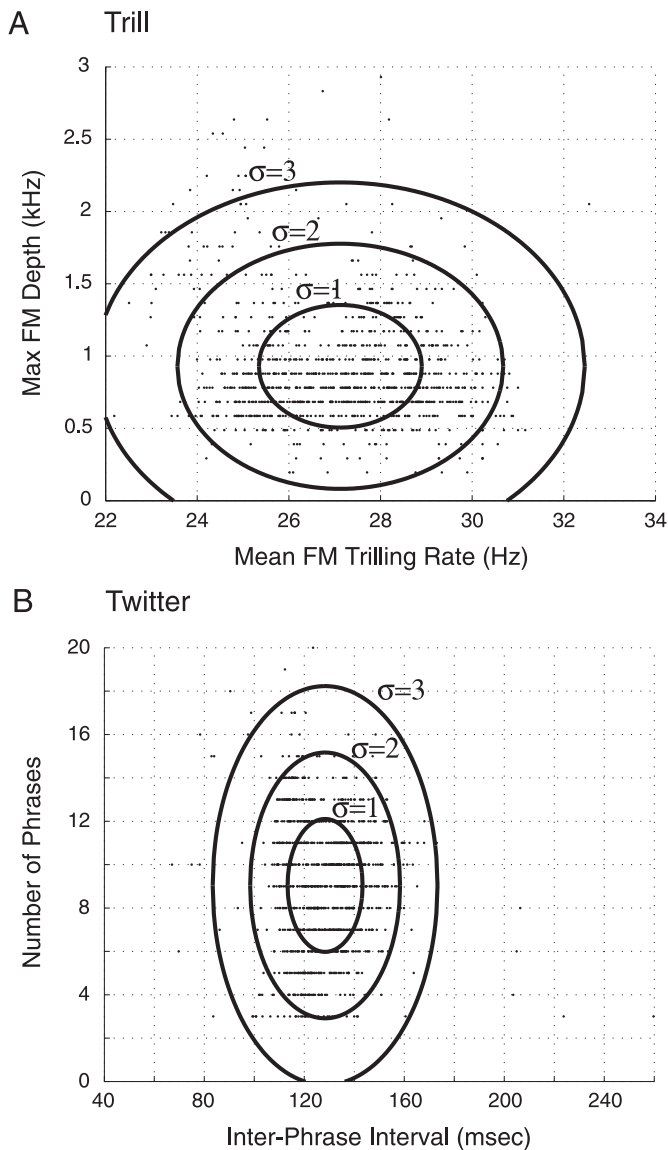 A Trill
3
2.5
2
1.5
1
0.5
0
Max FM Depth (kHz)
σ=3
σ=2
σ=1
22 24 26 28 30 32 34
Mean FM Trilling Rate (Hz)
B Twitter
20
16
12
8
4
0
Number of Phrases
σ=3
σ=2
σ=1
40 80 120 160 200 240
Inter-Phrase Interval (msec)